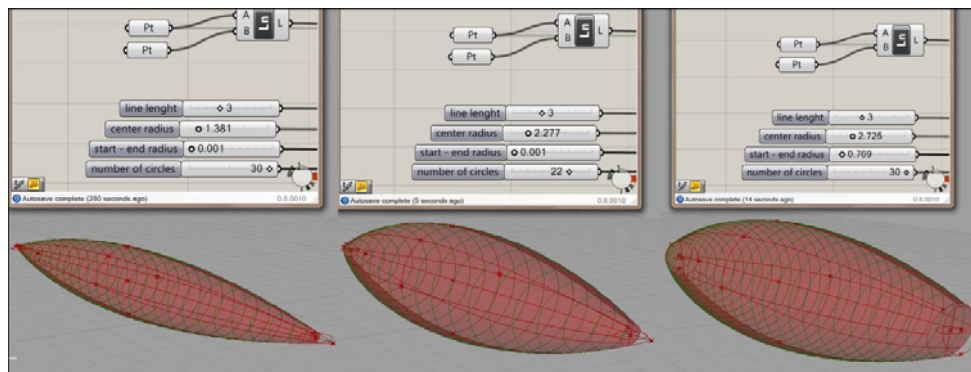 Pt
A
B
Ln
L
Pt
line lenght 3
center radius 1.381
start - end radius 0.001
number of circles 30
Autosave complete (280 seconds ago) 0.8.0010
Pt
A
B
Ln
L
Pt
line lenght 3
center radius 2.277
start - end radius 0.001
number of circles 22
Autosave complete (5 seconds ago) 0.8.0010
Pt
A
B
Ln
L
Pt
line lenght 3
center radius 2.725
start - end radius 0.769
number of circles 30
Autosave complete (14 seconds ago) 0.8.0010